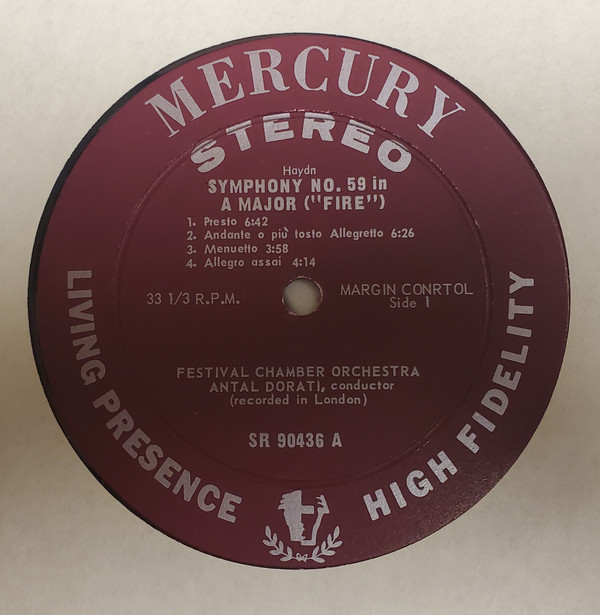 MERCURY
STEREO
Haydn
SYMPHONY NO. 59 in
A MAJOR ("FIRE")
1. Presto 6:42
2. Andante o più tosto Allegretto 6:26
3. Menuetto 3:58
4. Allegro assai 4:14
33 1/3 R.P.M.
MARGIN CONRTOL
Side 1
FESTIVAL CHAMBER ORCHESTRA
ANTAL DORATI, conductor
(recorded in London)
SR 90436 A
LIVING PRESENCE
HIGH FIDELITY